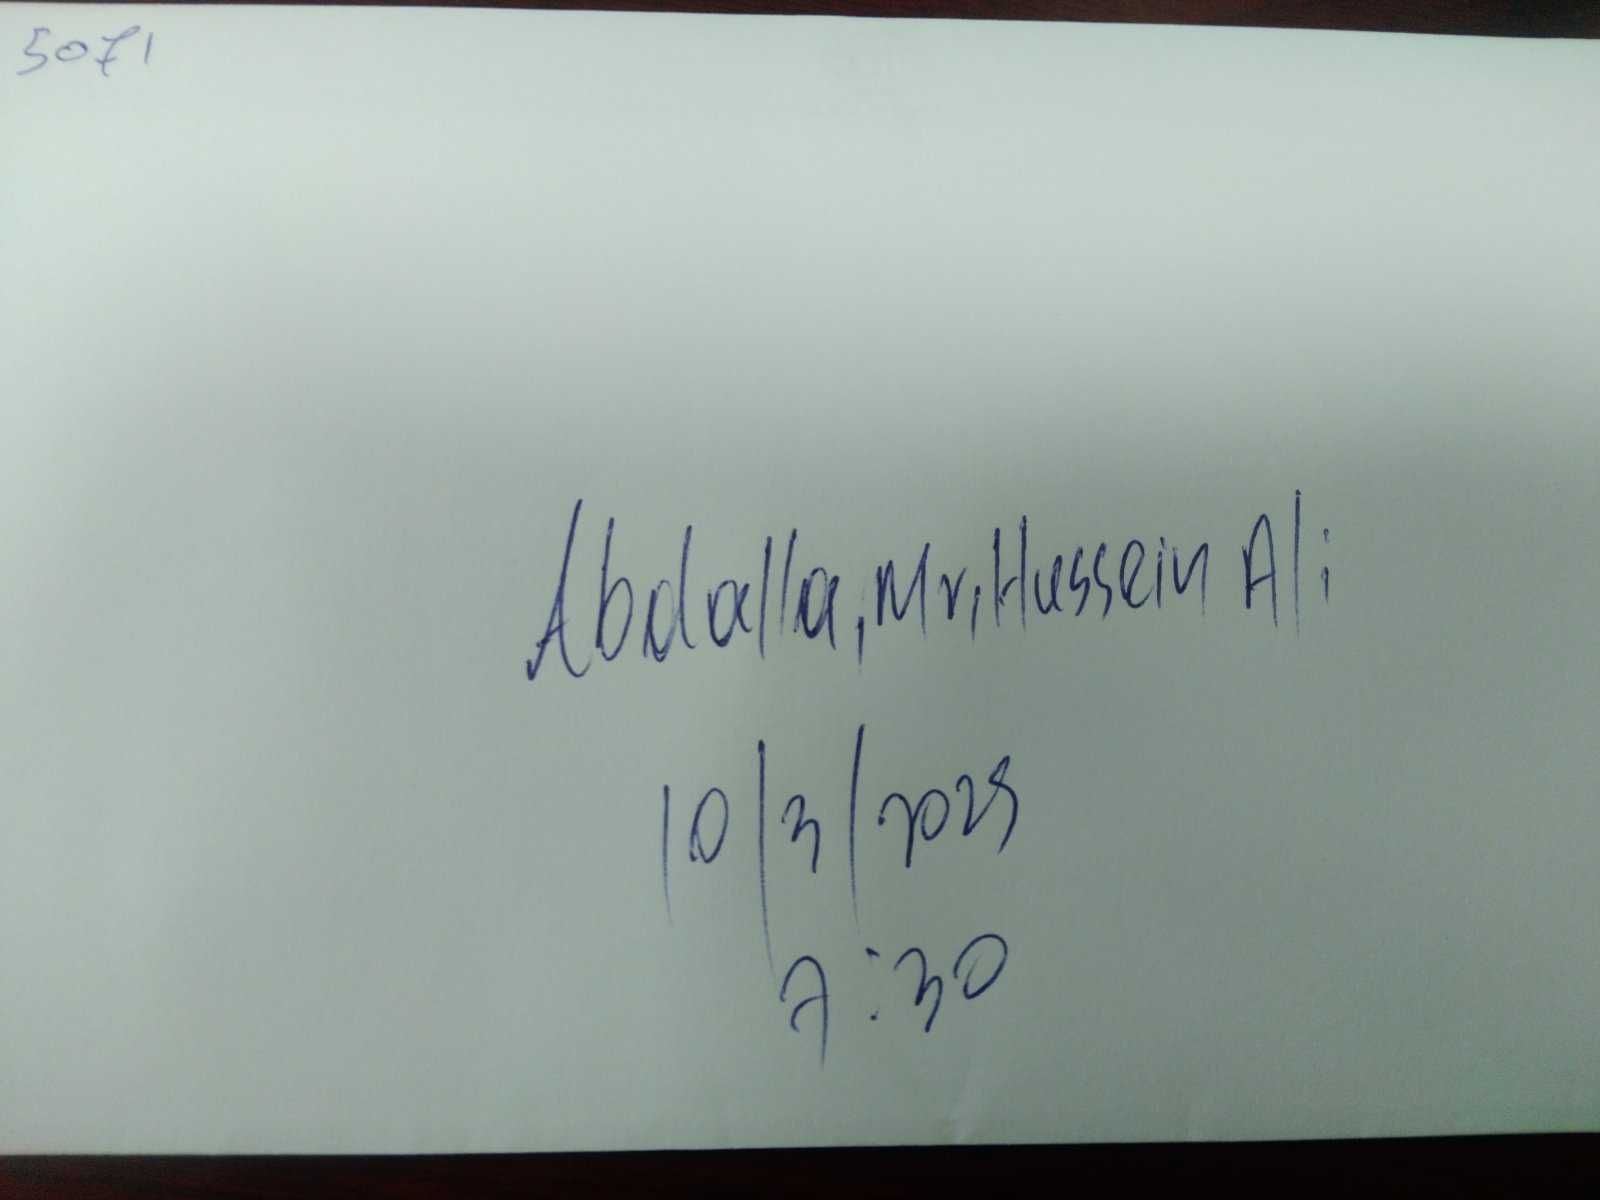 5071
Abdalla, Mr, Hussein Ali
10/3/2025
7:30